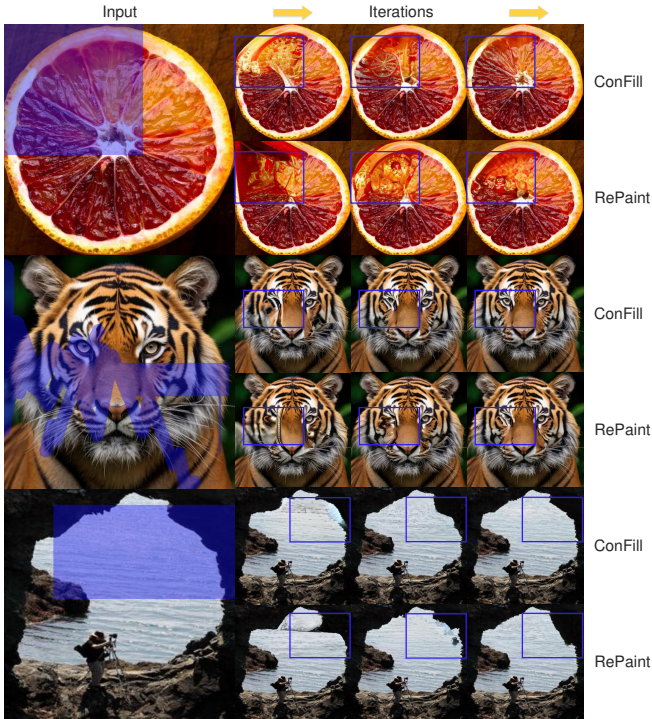 Input
Iterations
ConFill
RePaint
ConFill
RePaint
ConFill
RePaint